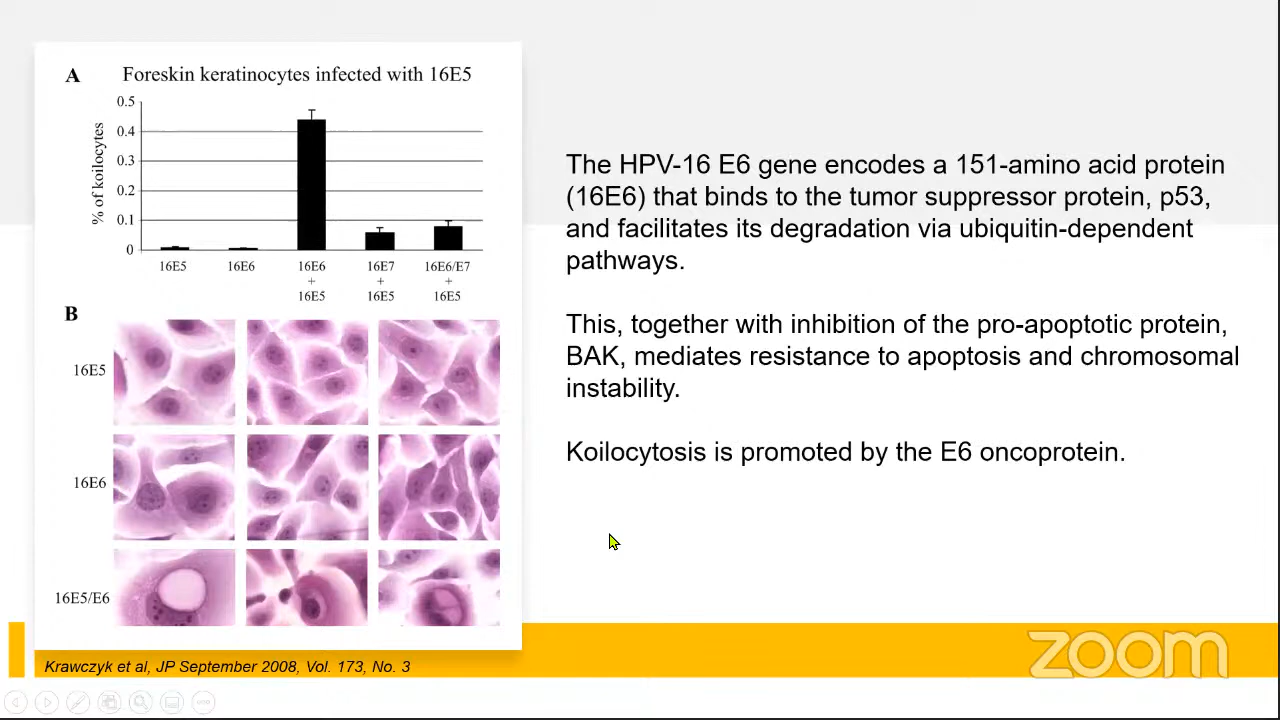 A
Foreskin keratinocytes infected with 16E5
% of koilocytes
0.5
0.4
0.3
0.2
0.1
0
16E5
16E6
16E6
+
16E5
16E7
+
16E5
16E6/E7
+
16E5
B
16E5
16E6
16E5/E6
The HPV-16 E6 gene encodes a 151-amino acid protein
(16E6) that binds to the tumor suppressor protein, p53,
and facilitates its degradation via ubiquitin-dependent
pathways.
This, together with inhibition of the pro-apoptotic protein,
BAK, mediates resistance to apoptosis and chromosomal
instability.
Koilocytosis is promoted by the E6 oncoprotein.
Krawczyk et al, JP September 2008, Vol. 173, No. 3
zoom